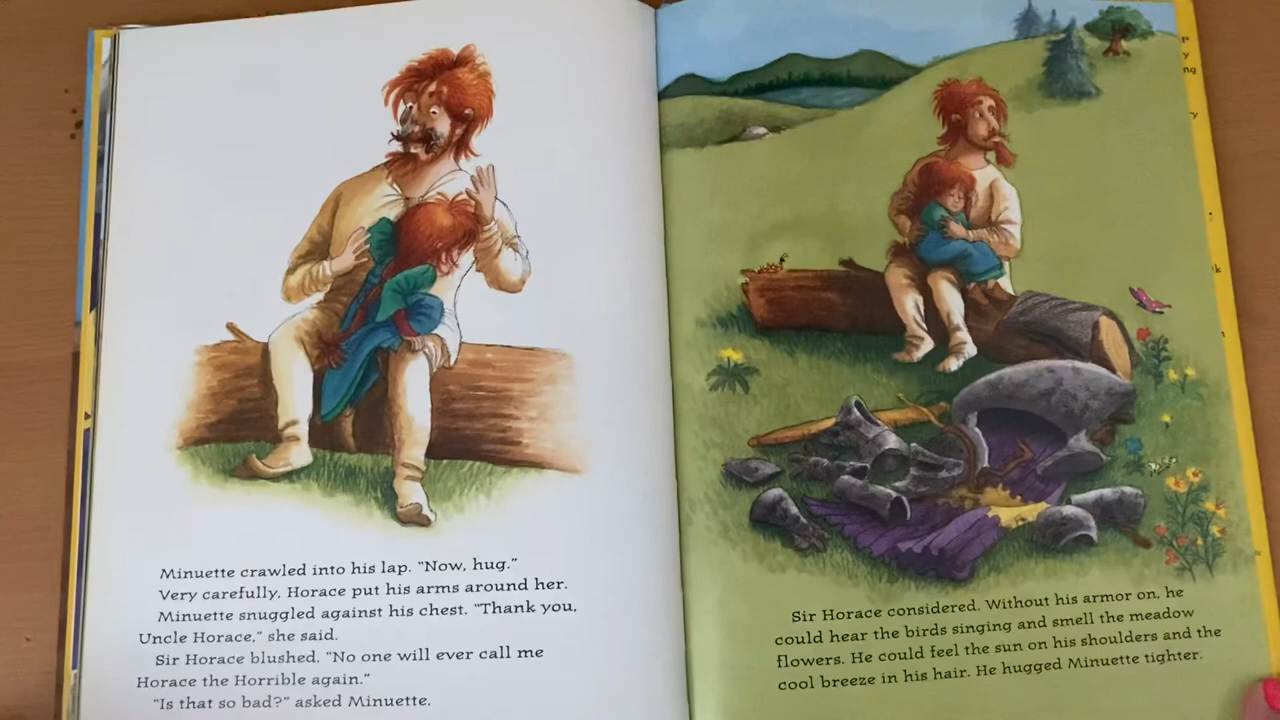 Minuette crawled into his lap. "Now, hug."
Very carefully, Horace put his arms around her.
Minuette snuggled against his chest. "Thank you,
Uncle Horace," she said.
Sir Horace blushed. "No one will ever call me
Horace the Horrible again."
"Is that so bad?" asked Minuette.
Sir Horace considered. Without his armor on, he
could hear the birds singing and smell the meadow
flowers. He could feel the sun on his shoulders and the
cool breeze in his hair. He hugged Minuette tighter.